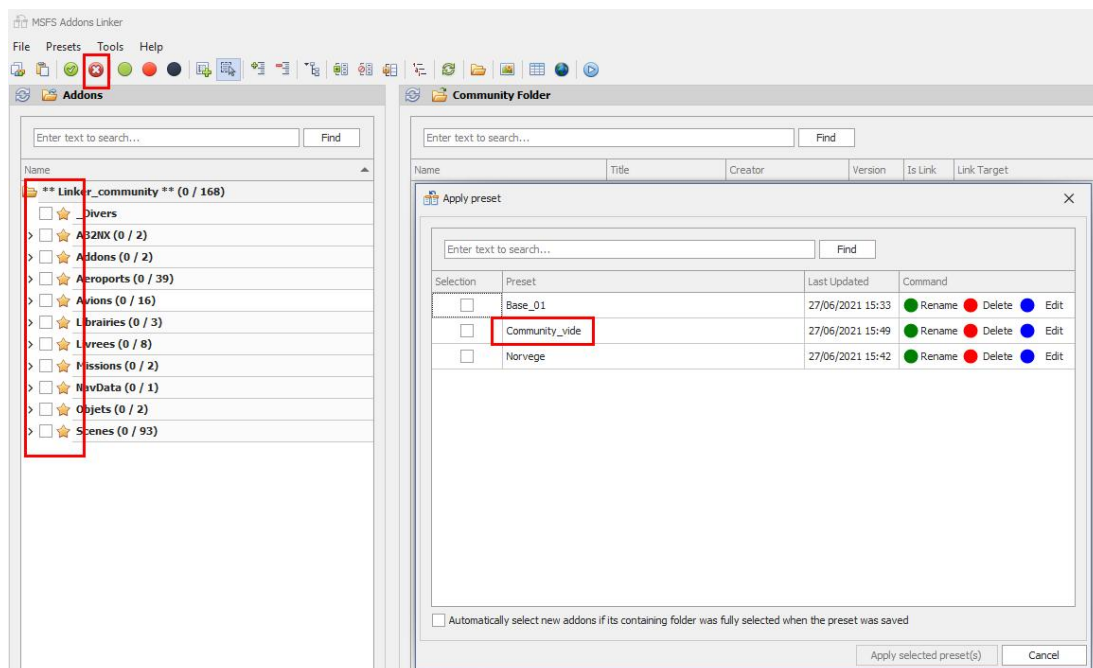 MSFS Addons Linker
File Presets Tools Help
Addons
Community Folder
Enter text to search... Find
Enter text to search... Find
Name
Name Title Creator Version Is Link Link Target
** Linker_community ** (0 / 168)
_Divers
A32NX (0 / 2)
Addons (0 / 2)
Aeroports (0 / 39)
Avions (0 / 16)
Librairies (0 / 3)
Livrees (0 / 8)
Missions (0 / 2)
NavData (0 / 1)
Objets (0 / 2)
Scenes (0 / 93)
Apply preset
Enter text to search... Find
Selection Preset Last Updated Command
Base_01 27/06/2021 15:33 Rename Delete Edit
Community_vide 27/06/2021 15:49 Rename Delete Edit
Norvege 27/06/2021 15:42 Rename Delete Edit
Automatically select new addons if its containing folder was fully selected when the preset was saved
Apply selected preset(s) Cancel